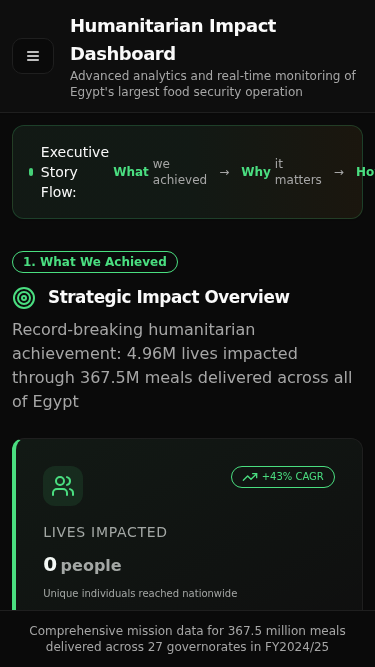 Humanitarian Impact
Dashboard
Advanced analytics and real-time monitoring of
Egypt's largest food security operation
Executive
Story
Flow:
What we
achieved
→
Why it
matters
→
Ho
1. What We Achieved
Strategic Impact Overview
Record-breaking humanitarian
achievement: 4.96M lives impacted
through 367.5M meals delivered across all
of Egypt
+43% CAGR
LIVES IMPACTED
0 people
Unique individuals reached nationwide
Comprehensive mission data for 367.5 million meals
delivered across 27 governorates in FY2024/25